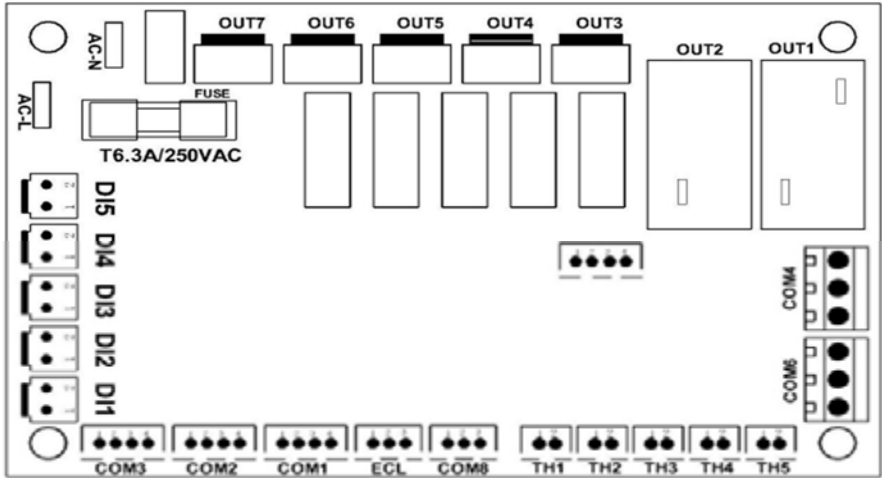 OUT7 OUT6 OUT5 OUT4 OUT3
OUT2 OUT1
AC-N
AC-L
FUSE
T6.3A/250VAC
DI5
DI4
DI3
DI2
DI1
COM4
COM6
COM3 COM2 COM1 ECL COM8 TH1 TH2 TH3 TH4 TH5